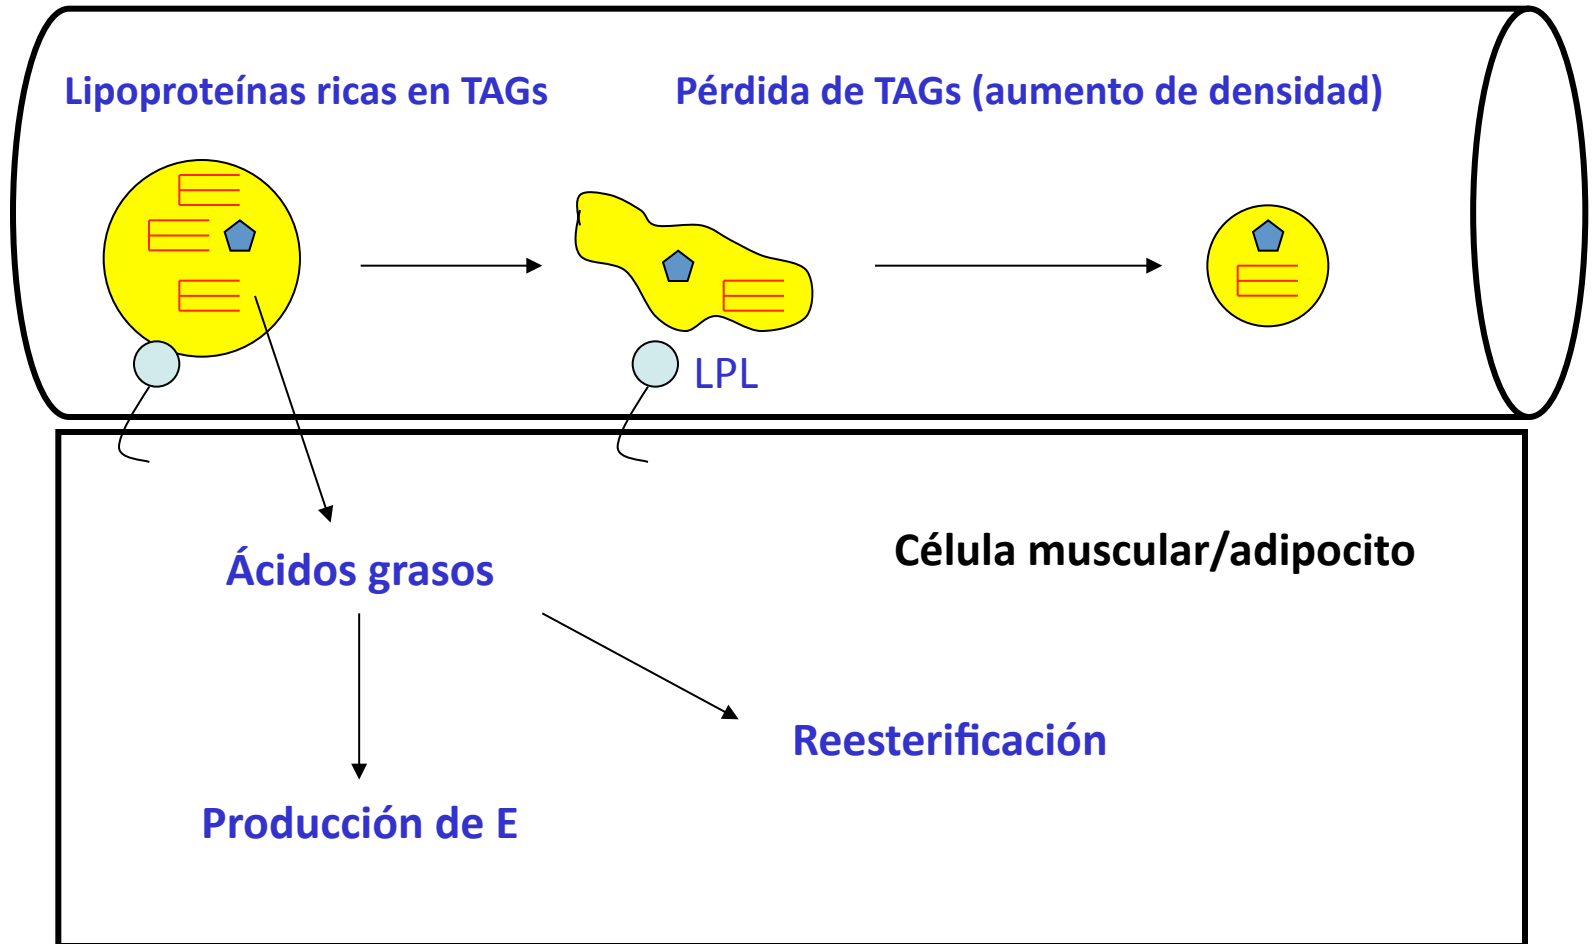 Lipoproteínas ricas en TAGs
Pérdida de TAGs (aumento de densidad)
LPL
Célula muscular/adipocito
Ácidos grasos
Reesterificación
Producción de E